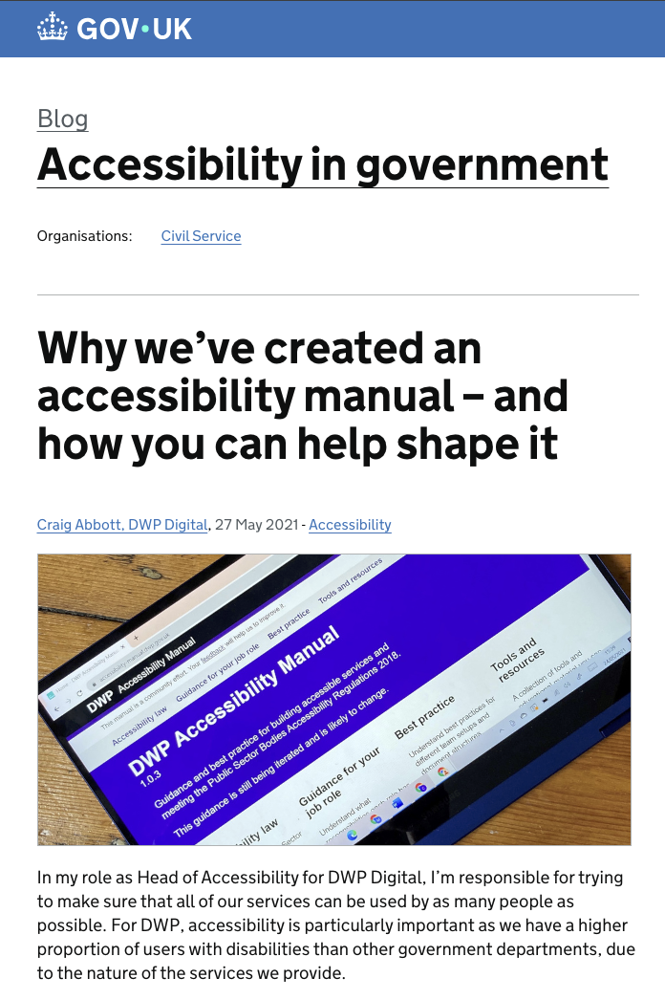 GOV•UK
Blog
Accessibility in government
Organisations: Civil Service
Why we’ve created an
accessibility manual – and
how you can help shape it
Craig Abbott, DWP Digital, 27 May 2021 - Accessibility
DWP Accessibility Manual
This manual is a community effort. Your feedback will help us to improve it.
Accessibility law Guidance for your job role Best practice Tools and resources
DWP Accessibility Manual
1.0.3
Guidance and best practice for building accessible services and
meeting the Public Sector Bodies Accessibility Regulations 2018.
This guidance is still being iterated and is likely to change.
ility law
Sector
Guidance for your
job role
Understand what
Best practice
Understand best practices for
different team setups and
document structures.
Tools and
resources
A collection of tools and
In my role as Head of Accessibility for DWP Digital, I’m responsible for trying
to make sure that all of our services can be used by as many people as
possible. For DWP, accessibility is particularly important as we have a higher
proportion of users with disabilities than other government departments, due
to the nature of the services we provide.